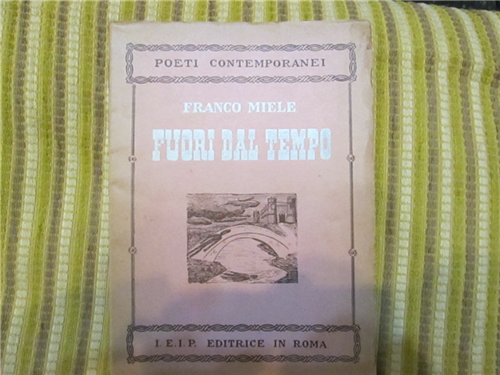 POETI CONTEMPORANEI
FRANCO MIELE
FUORI DAL TEMPO
I.E.I.P. EDITRICE IN ROMA